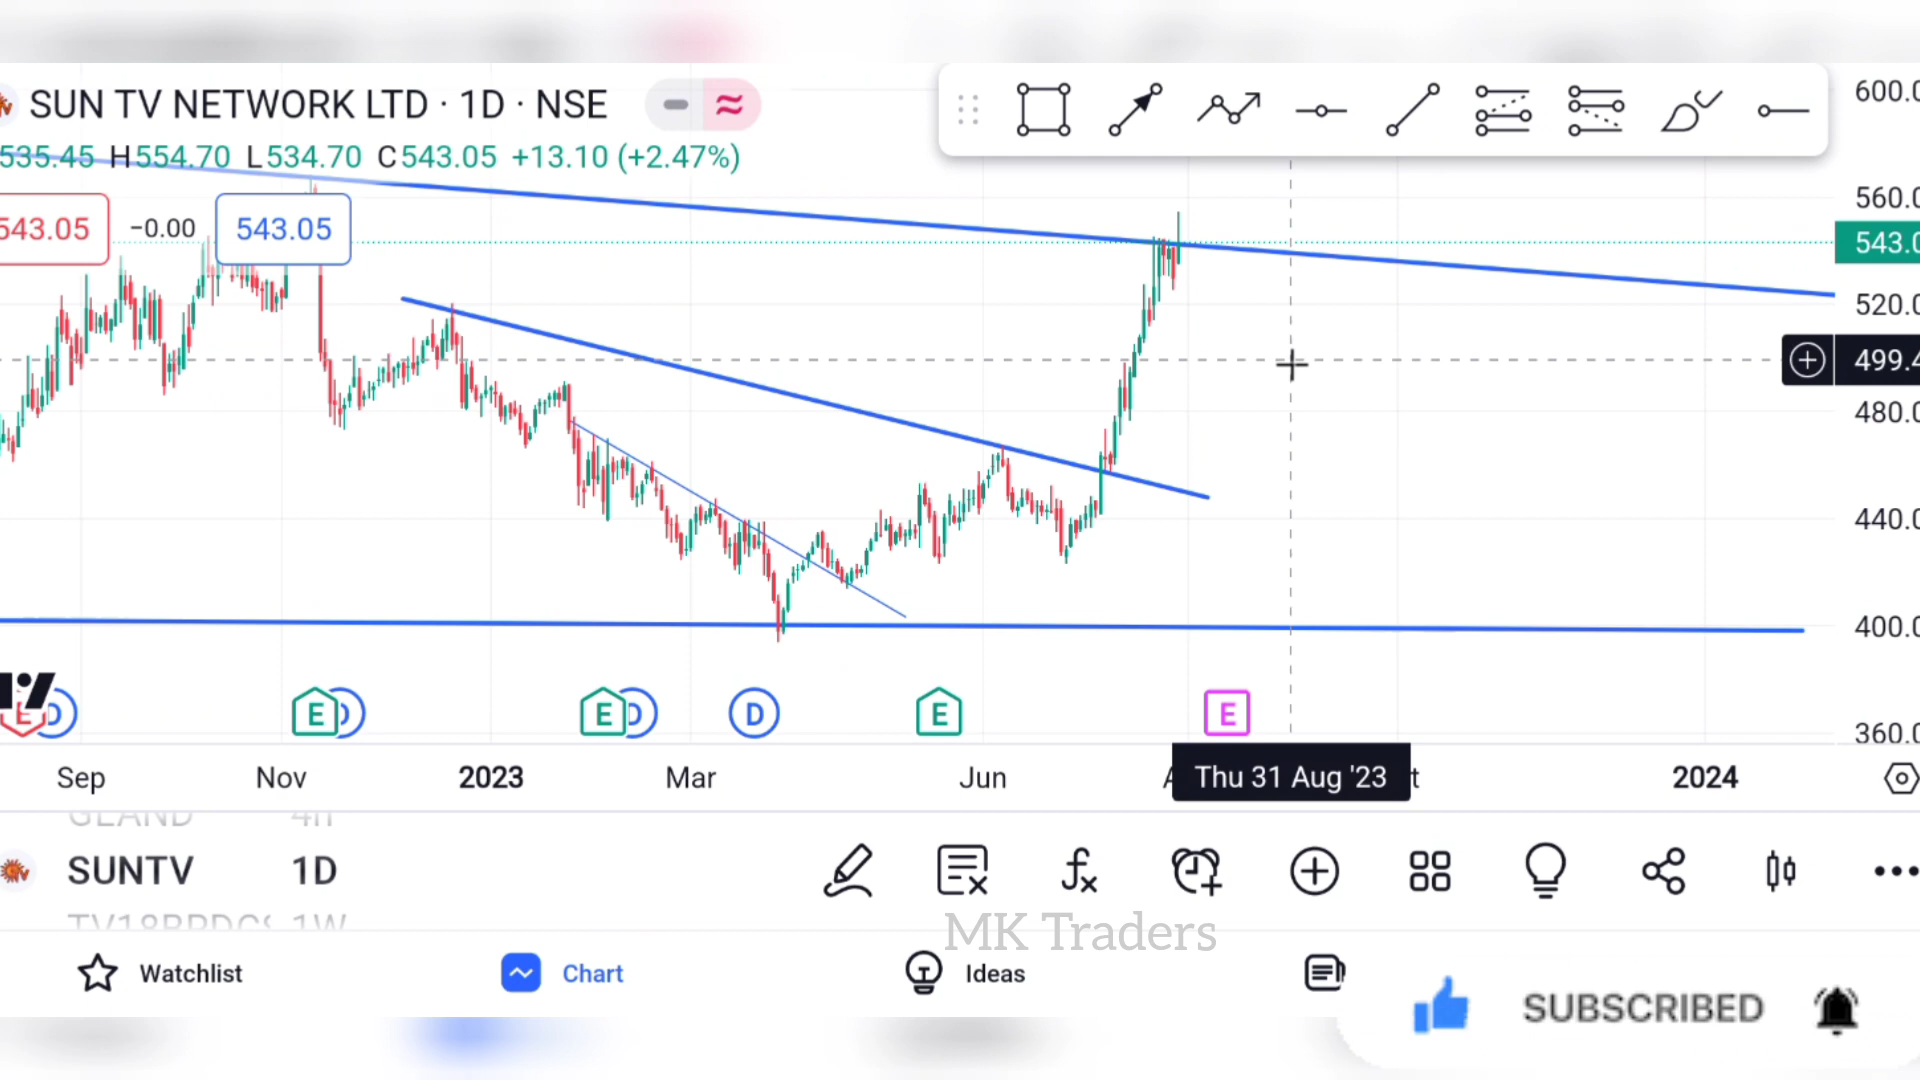 SUN TV NETWORK LTD · 1D · NSE
535.45 H554.70 L534.70 C543.05 +13.10 (+2.47%)
543.05 −0.00 543.05
600.0
560.0
543.0
520.0
499.4
480.0
440.0
400.0
360.0
E D E D E D D E E
Sep Nov 2023 Mar Jun A Thu 31 Aug '23 t 2024
GLAND 4h
SUNTV 1D
1W
MK Traders
Watchlist Chart Ideas
SUBSCRIBED